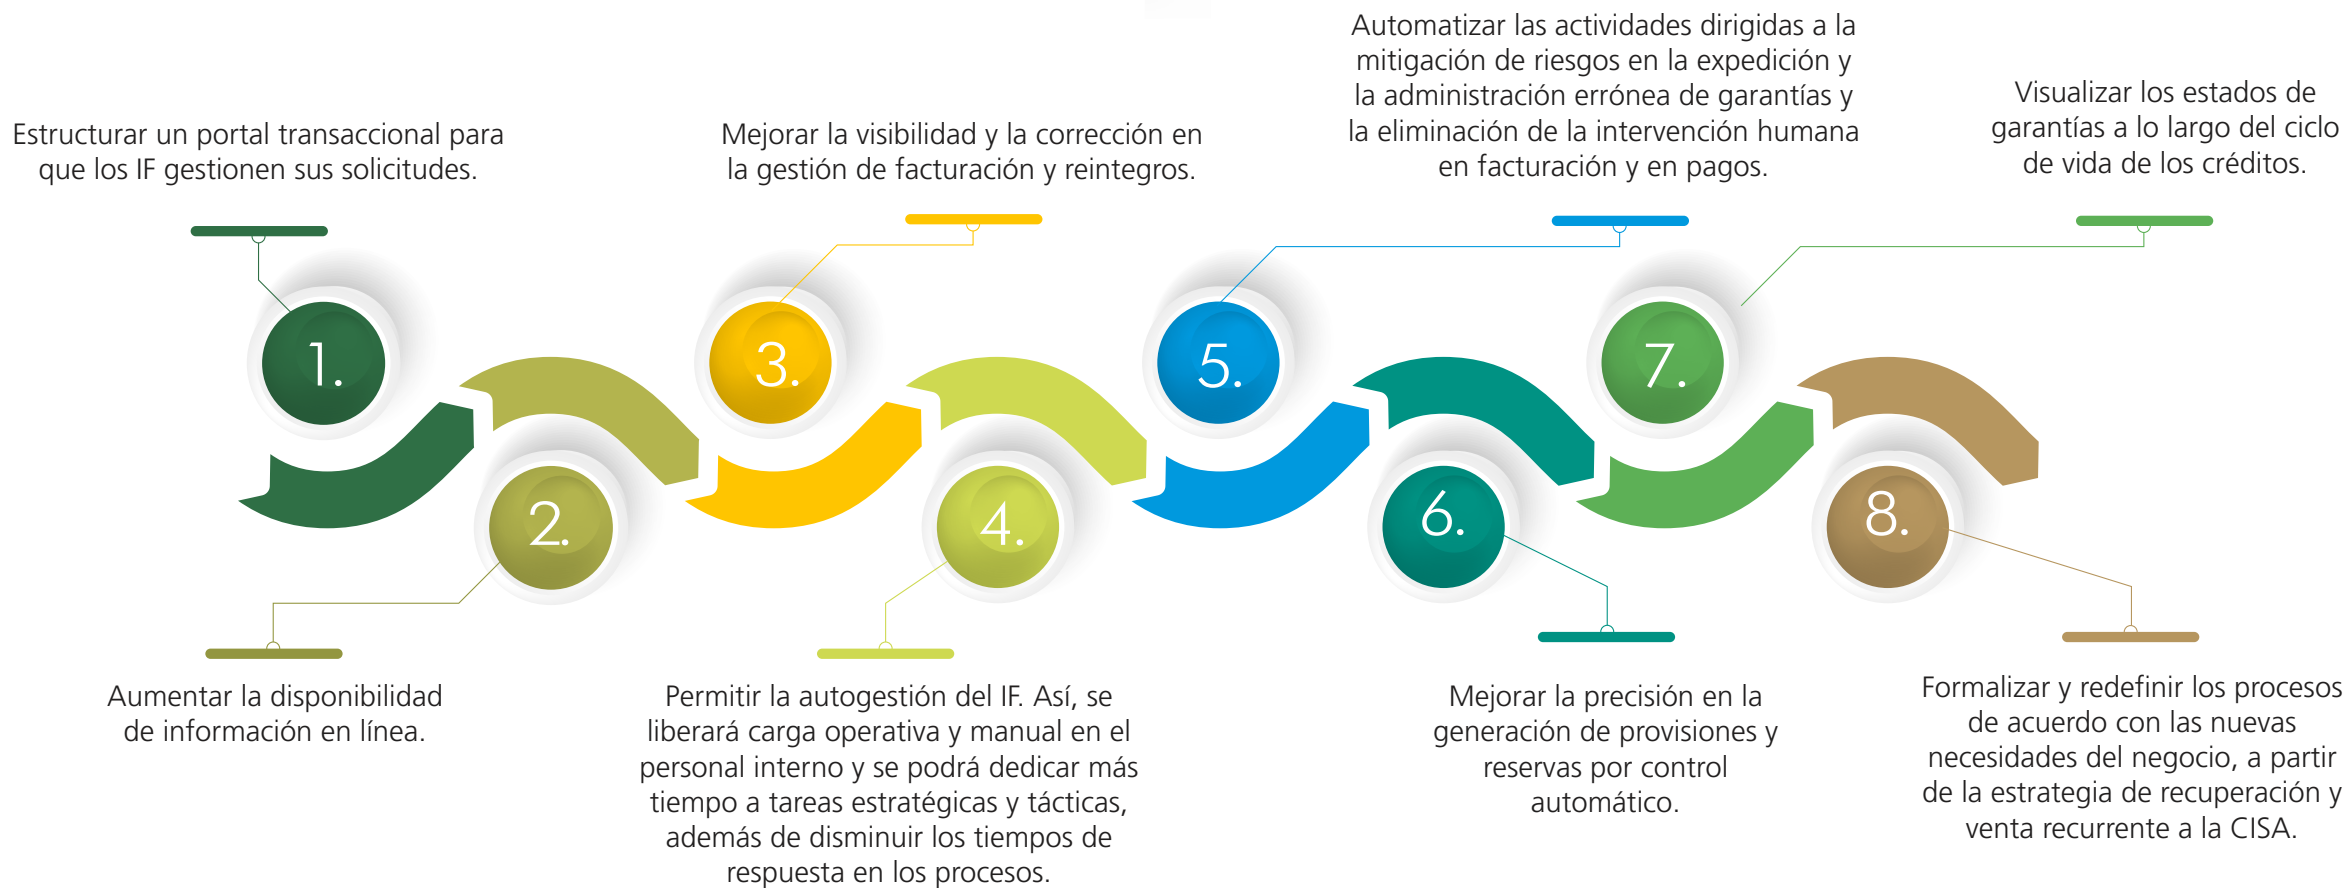 1.
Estructurar un portal transaccional para
que los IF gestionen sus solicitudes.
2.
Aumentar la disponibilidad
de información en línea.
3.
Mejorar la visibilidad y la corrección en
la gestión de facturación y reintegros.
4.
Permitir la autogestión del IF. Así, se
liberará carga operativa y manual en el
personal interno y se podrá dedicar más
tiempo a tareas estratégicas y tácticas,
además de disminuir los tiempos de
respuesta en los procesos.
5.
Automatizar las actividades dirigidas a la
mitigación de riesgos en la expedición y
la administración errónea de garantías y
la eliminación de la intervención humana
en facturación y en pagos.
6.
Mejorar la precisión en la
generación de provisiones y
reservas por control
automático.
7.
Visualizar los estados de
garantías a lo largo del ciclo
de vida de los créditos.
8.
Formalizar y redefinir los procesos
de acuerdo con las nuevas
necesidades del negocio, a partir
de la estrategia de recuperación y
venta recurrente a la CISA.